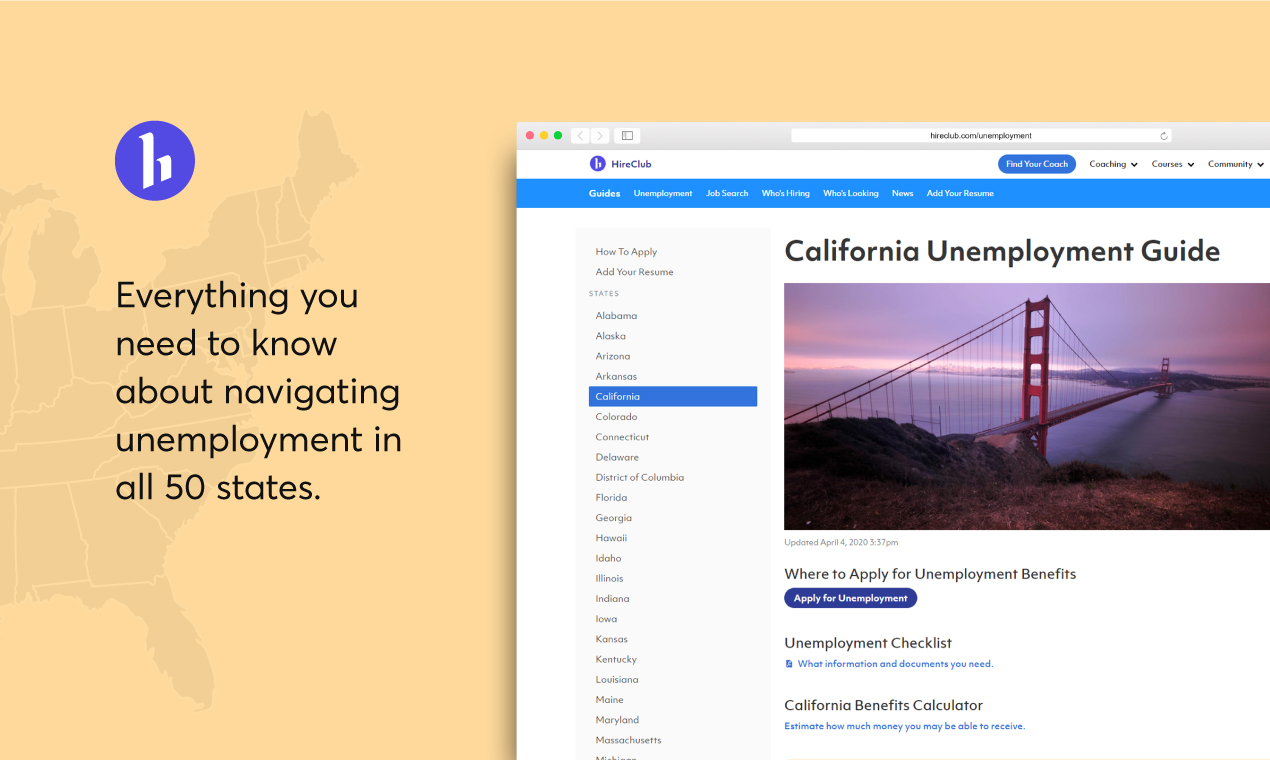 Everything you
need to know
about navigating
unemployment in
all 50 states.
hireclub.com/unemployment
HireClub
Find Your Coach
Coaching
Courses
Community
Guides
Unemployment
Job Search
Who's Hiring
Who's Looking
News
Add Your Resume
How To Apply
Add Your Resume
STATES
Alabama
Alaska
Arizona
Arkansas
California
Colorado
Connecticut
Delaware
District of Columbia
Florida
Georgia
Hawaii
Idaho
Illinois
Indiana
Iowa
Kansas
Kentucky
Louisiana
Maine
Maryland
Massachusetts
Michigan
California Unemployment Guide
Updated April 4, 2020 3:37pm
Where to Apply for Unemployment Benefits
Apply for Unemployment
Unemployment Checklist
What information and documents you need.
California Benefits Calculator
Estimate how much money you may be able to receive.